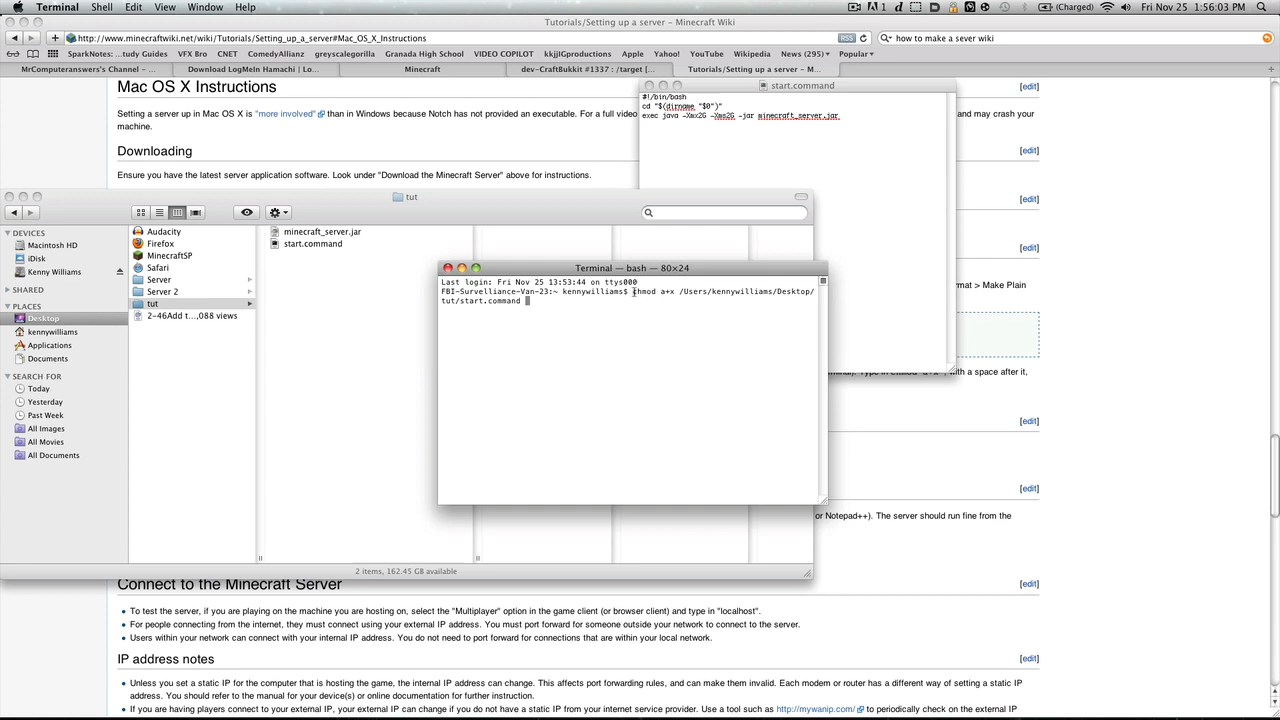 Terminal Shell Edit View Window Help
(Charged) Fri Nov 25 1:56:03 PM
Tutorials/Setting up a server – Minecraft Wiki
http://www.minecraftwiki.net/wiki/Tutorials/Setting_up_a_server#Mac_OS_X_Instructions
RSS
how to make a sever wiki
SparkNotes: ...tudy Guides VFX Bro CNET ComedyAlliance greyscalegorilla Granada High School VIDEO COPILOT kkjjlGproductions Apple Yahoo! YouTube Wikipedia News (295) Popular
MrComputeranswer's Channel – ...
Download LogMeIn Hamachi | Lo...
Minecraft
dev-CraftBukkit #1337 : /target [...
Tutorials/Setting up a server – M...
Mac OS X Instructions
[edit]
Setting a server up in Mac OS X is "more involved" than in Windows because Notch has not provided an executable. For a full video
and may crash your
machine.
Downloading
[edit]
Ensure you have the latest server application software. Look under "Download the Minecraft Server" above for instructions.
start.command
#!/bin/bash
cd "$(dirname "$0")"
exec java -Xmx2G -Xms2G -jar minecraft_server.jar
[edit]
[edit]
format > Make Plain
with a space after it,
[edit]
[edit]
or Notepad++). The server should run fine from the
tut
DEVICES
Macintosh HD
iDisk
Kenny Williams
SHARED
PLACES
Desktop
kennywilliams
Applications
Documents
SEARCH FOR
Today
Yesterday
Past Week
All Images
All Movies
All Documents
Audacity
Firefox
MinecraftSP
Safari
Server
Server 2
tut
2-46Add t...,088 views
minecraft_server.jar
start.command
2 items, 162.45 GB available
Terminal — bash — 80×24
Last login: Fri Nov 25 13:53:44 on ttys000
FBI-Survelliance-Van-23:~ kennywilliams$ chmod a+x /Users/kennywilliams/Desktop/
tut/start.command
Connect to the Minecraft Server
[edit]
To test the server, if you are playing on the machine you are hosting on, select the "Multiplayer" option in the game client (or browser client) and type in "localhost".
For people connecting from the internet, they must connect using your external IP address. You must port forward for someone outside your network to connect to the server.
Users within your network can connect with your internal IP address. You do not need to port forward for connections that are within your local network.
IP address notes
[edit]
Unless you set a static IP for the computer that is hosting the game, the internal IP address can change. This affects port forwarding rules, and can make them invalid. Each modem or router has a different way of setting a static IP
address. You should refer to the manual for your device(s) or online documentation for further instruction.
If you are having players connect to your external IP, your external IP can change if you do not have a static IP from your internet service provider. Use a tool such as http://mywanip.com/ to periodically check on the external IP